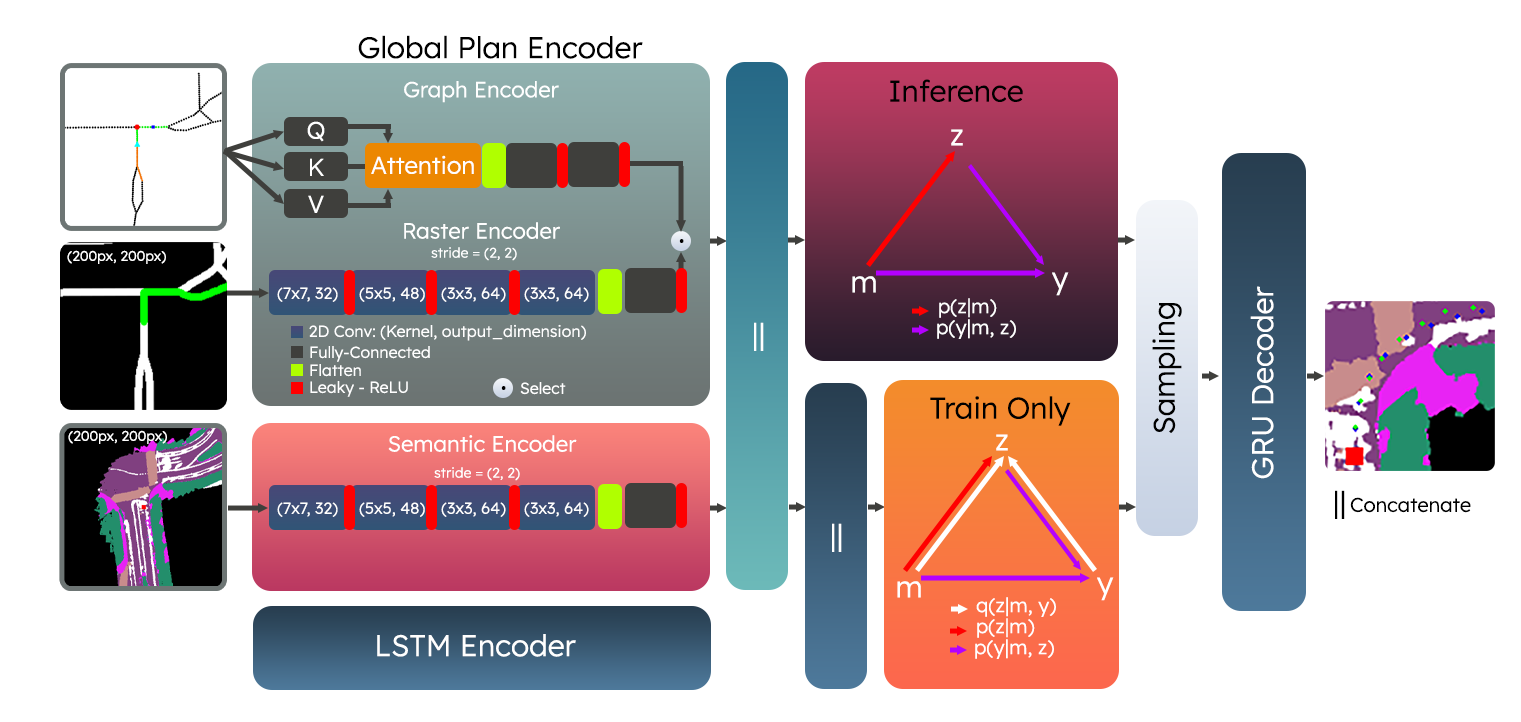 Global Plan Encoder
Graph Encoder
Q
K
V
Attention
Raster Encoder
stride = (2, 2)
(200px, 200px)
(7x7, 32)
(5x5, 48)
(3x3, 64)
(3x3, 64)
2D Conv: (Kernel, output_dimension)
Fully-Connected
Flatten
Leaky - ReLU
Select
(200px, 200px)
Semantic Encoder
stride = (2, 2)
(7x7, 32)
(5x5, 48)
(3x3, 64)
(3x3, 64)
LSTM Encoder
||
Inference
z
m
y
p(z|m)
p(y|m, z)
||
Train Only
z
m
y
q(z|m, y)
p(z|m)
p(y|m, z)
Sampling
GRU Decoder
|| Concatenate